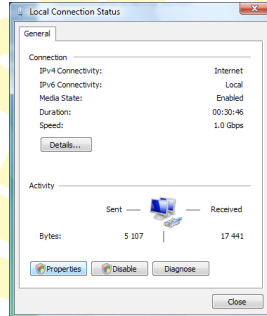 Local Connection Status
General
Connection
IPv4 Connectivity: Internet
IPv6 Connectivity: Local
Media State: Enabled
Duration: 00:30:46
Speed: 1.0 Gbps
Details...
Activity
Sent Received
Bytes: 5 107 17 441
Properties Disable Diagnose
Close